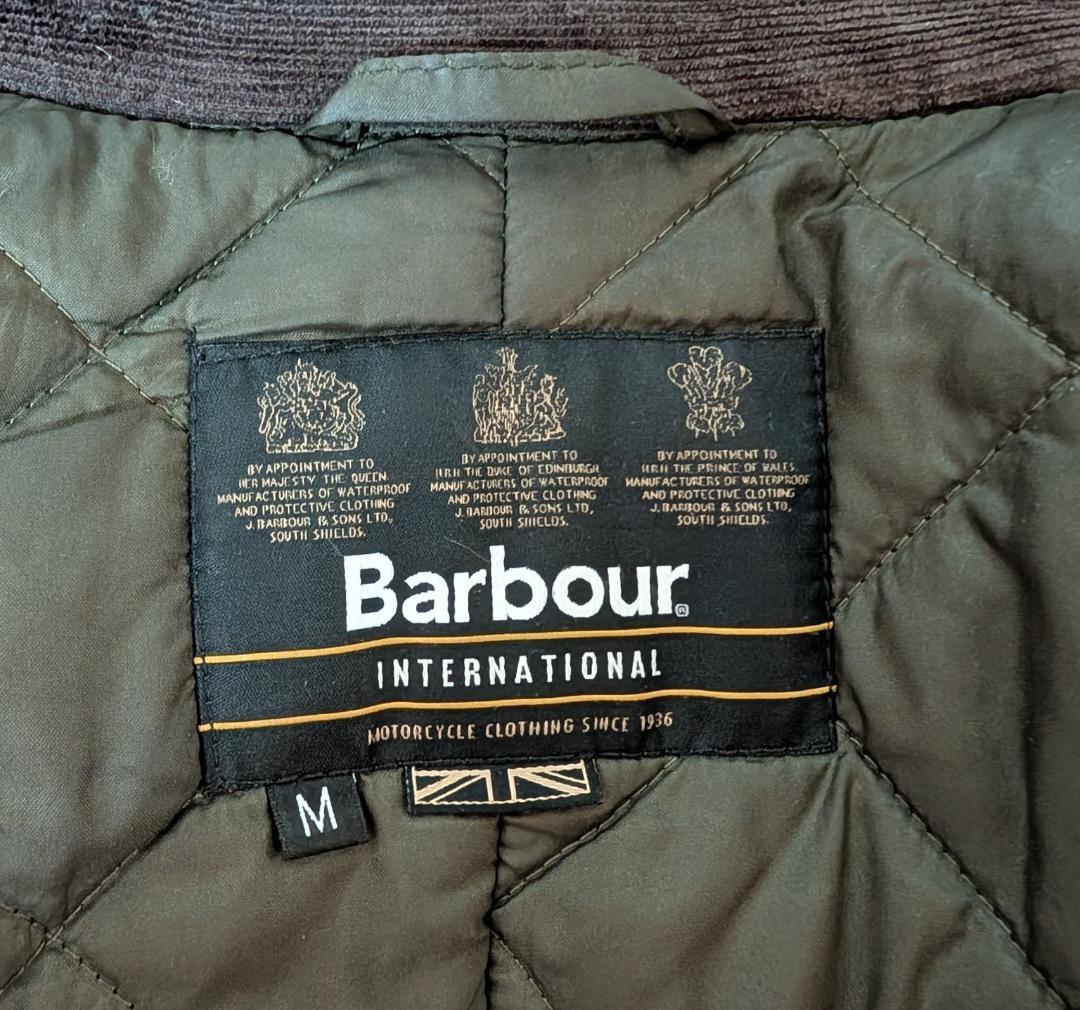 BY APPOINTMENT TO
HER MAJESTY THE QUEEN
MANUFACTURERS OF WATERPROOF
AND PROTECTIVE CLOTHING
J. BARBOUR & SONS LTD,
SOUTH SHIELDS.
BY APPOINTMENT TO
H.R.H THE DUKE OF EDINBURGH
MANUFACTURERS OF WATERPROOF
AND PROTECTIVE CLOTHING
J. BARBOUR & SONS LTD,
SOUTH SHIELDS.
BY APPOINTMENT TO
H.R.H THE PRINCE OF WALES
MANUFACTURERS OF WATERPROOF
AND PROTECTIVE CLOTHING
J. BARBOUR & SONS LTD,
SOUTH SHIELDS.
Barbour®
INTERNATIONAL
MOTORCYCLE CLOTHING SINCE 1936
M